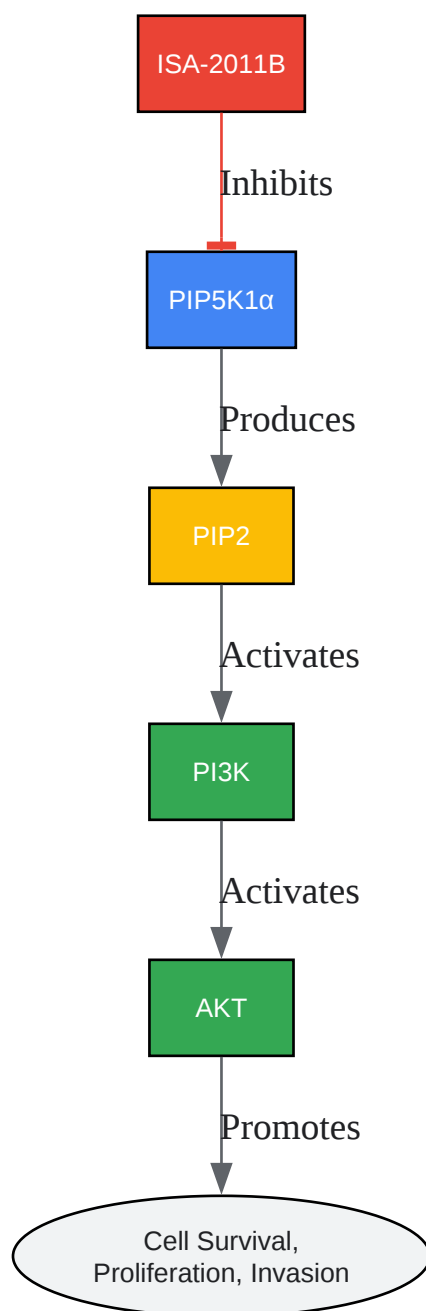 ISA-2011B
Inhibits
PIP5K1α
Produces
PIP2
Activates
PI3K
Activates
AKT
Promotes
Cell Survival,
Proliferation, Invasion